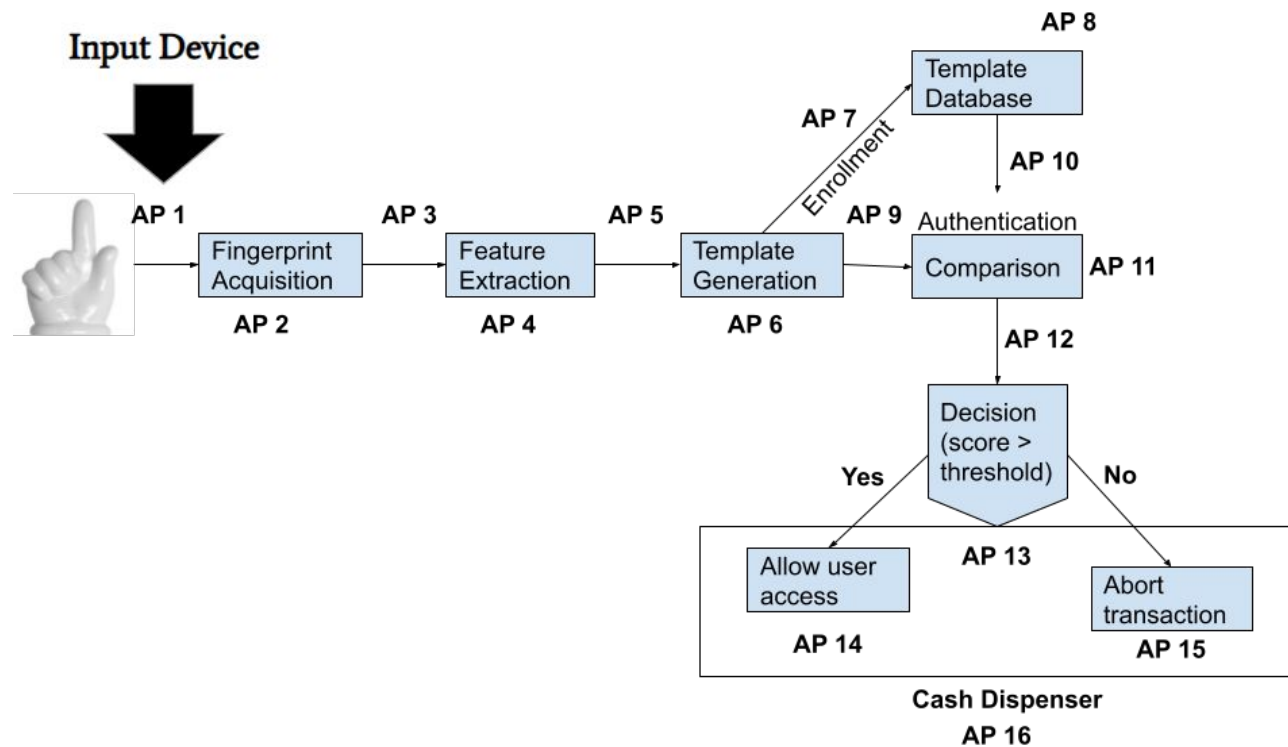 Input Device
AP 1
Fingerprint
Acquisition
AP 2
AP 3
Feature
Extraction
AP 4
AP 5
Template
Generation
AP 6
AP 7
Enrollment
AP 8
Template
Database
AP 9
AP 10
Authentication
Comparison
AP 11
AP 12
Decision
(score >
threshold)
Yes
No
AP 13
Allow user
access
AP 14
Abort
transaction
AP 15
Cash Dispenser
AP 16